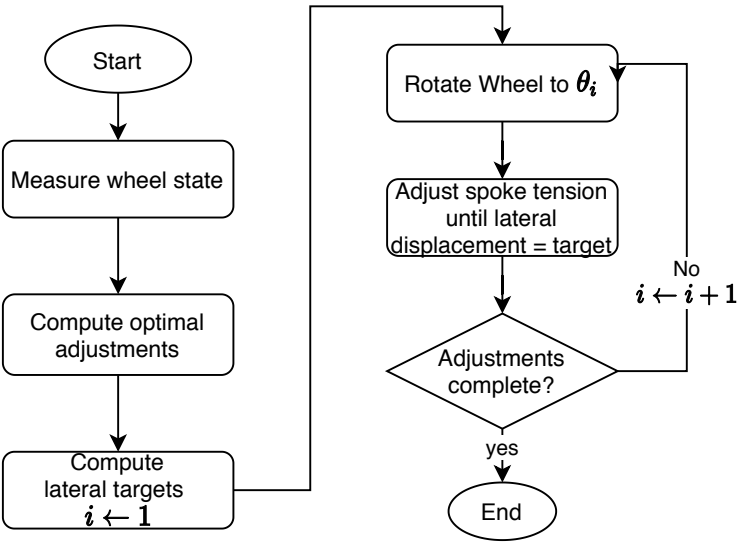 Start
Measure wheel state
Compute optimal
adjustments
Compute
lateral targets
i ← 1
Rotate Wheel to θᵢ
Adjust spoke tension
until lateral
displacement = target
Adjustments
complete?
No
i ← i + 1
yes
End